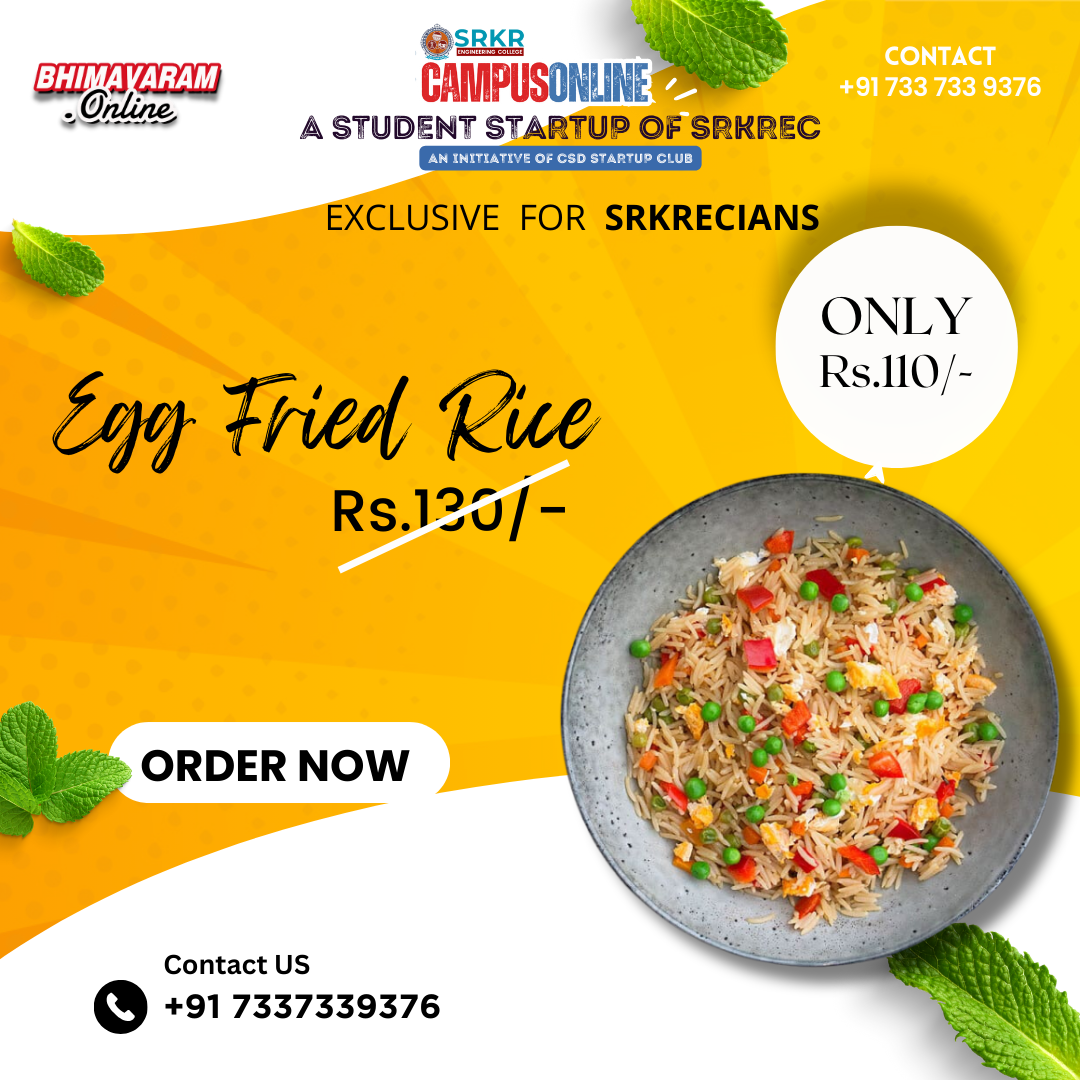 BHIMAVARAM
.Online
SRKR
ENGINEERING COLLEGE
CAMPUSONLINE
A STUDENT STARTUP OF SRKREC
AN INITIATIVE OF CSD STARTUP CLUB
CONTACT
+91 733 733 9376
EXCLUSIVE FOR SRKRECIANS
ONLY
Rs.110/-
Egg Fried Rice
Rs.130/-
ORDER NOW
Contact US
+91 7337339376